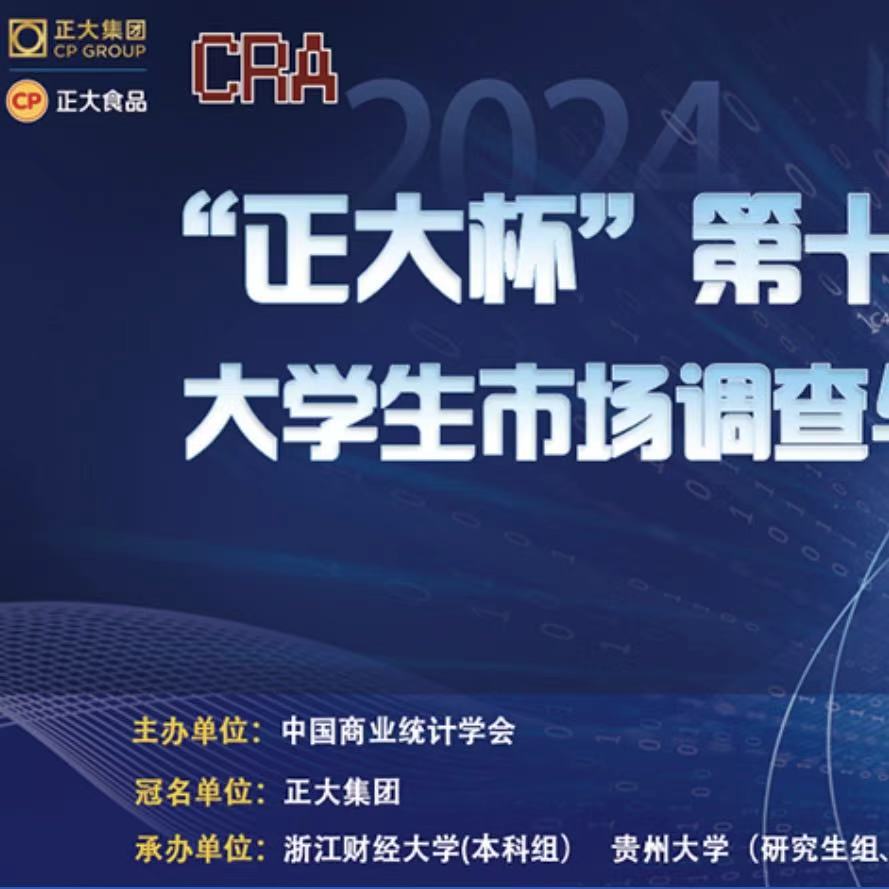 正大集团
CP GROUP
CP 正大食品
CRA
2024
“正大杯”第十
大学生市场调查
主办单位：中国商业统计学会
冠名单位：正大集团
承办单位：浙江财经大学(本科组） 贵州大学（研究生组、